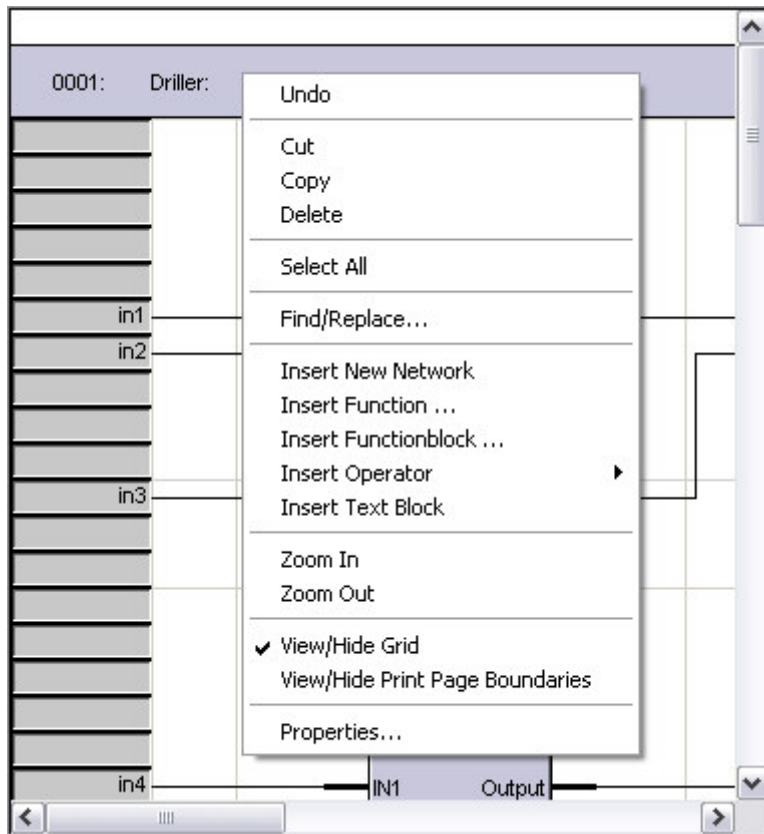 0001: Driller:
Undo
Cut
Copy
Delete
Select All
in1
Find/Replace...
in2
Insert New Network
Insert Function ...
Insert Functionblock ...
Insert Operator
in3
Insert Text Block
Zoom In
Zoom Out
View/Hide Grid
View/Hide Print Page Boundaries
Properties...
in4
IN1 Output